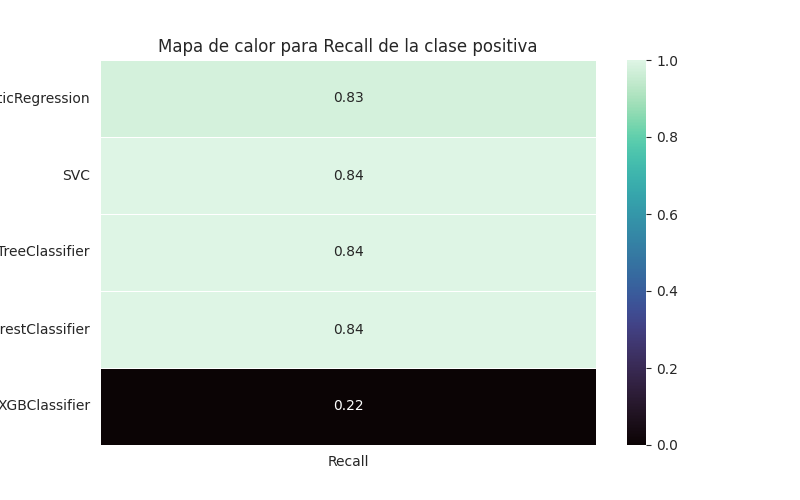 Mapa de calor para Recall de la clase positiva
ticRegression
0.83
SVC
0.84
TreeClassifier
0.84
restClassifier
0.84
XGBClassifier
0.22
Recall
1.0
0.8
0.6
0.4
0.2
0.0